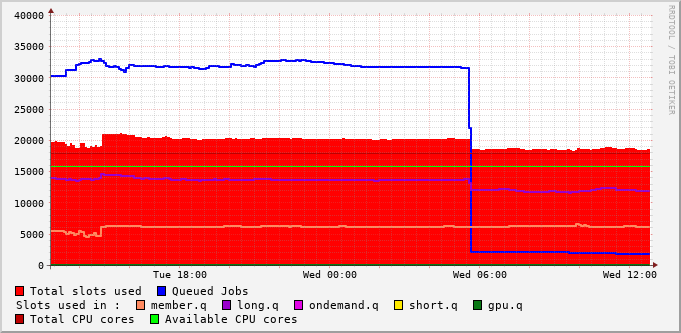 RRDTOOL / TOBI OETIKER
40000
35000
30000
25000
20000
15000
10000
5000
0
Tue 18:00 Wed 00:00 Wed 06:00 Wed 12:00
Total slots used Queued Jobs
Slots used in : member.q long.q ondemand.q short.q gpu.q
Total CPU cores Available CPU cores